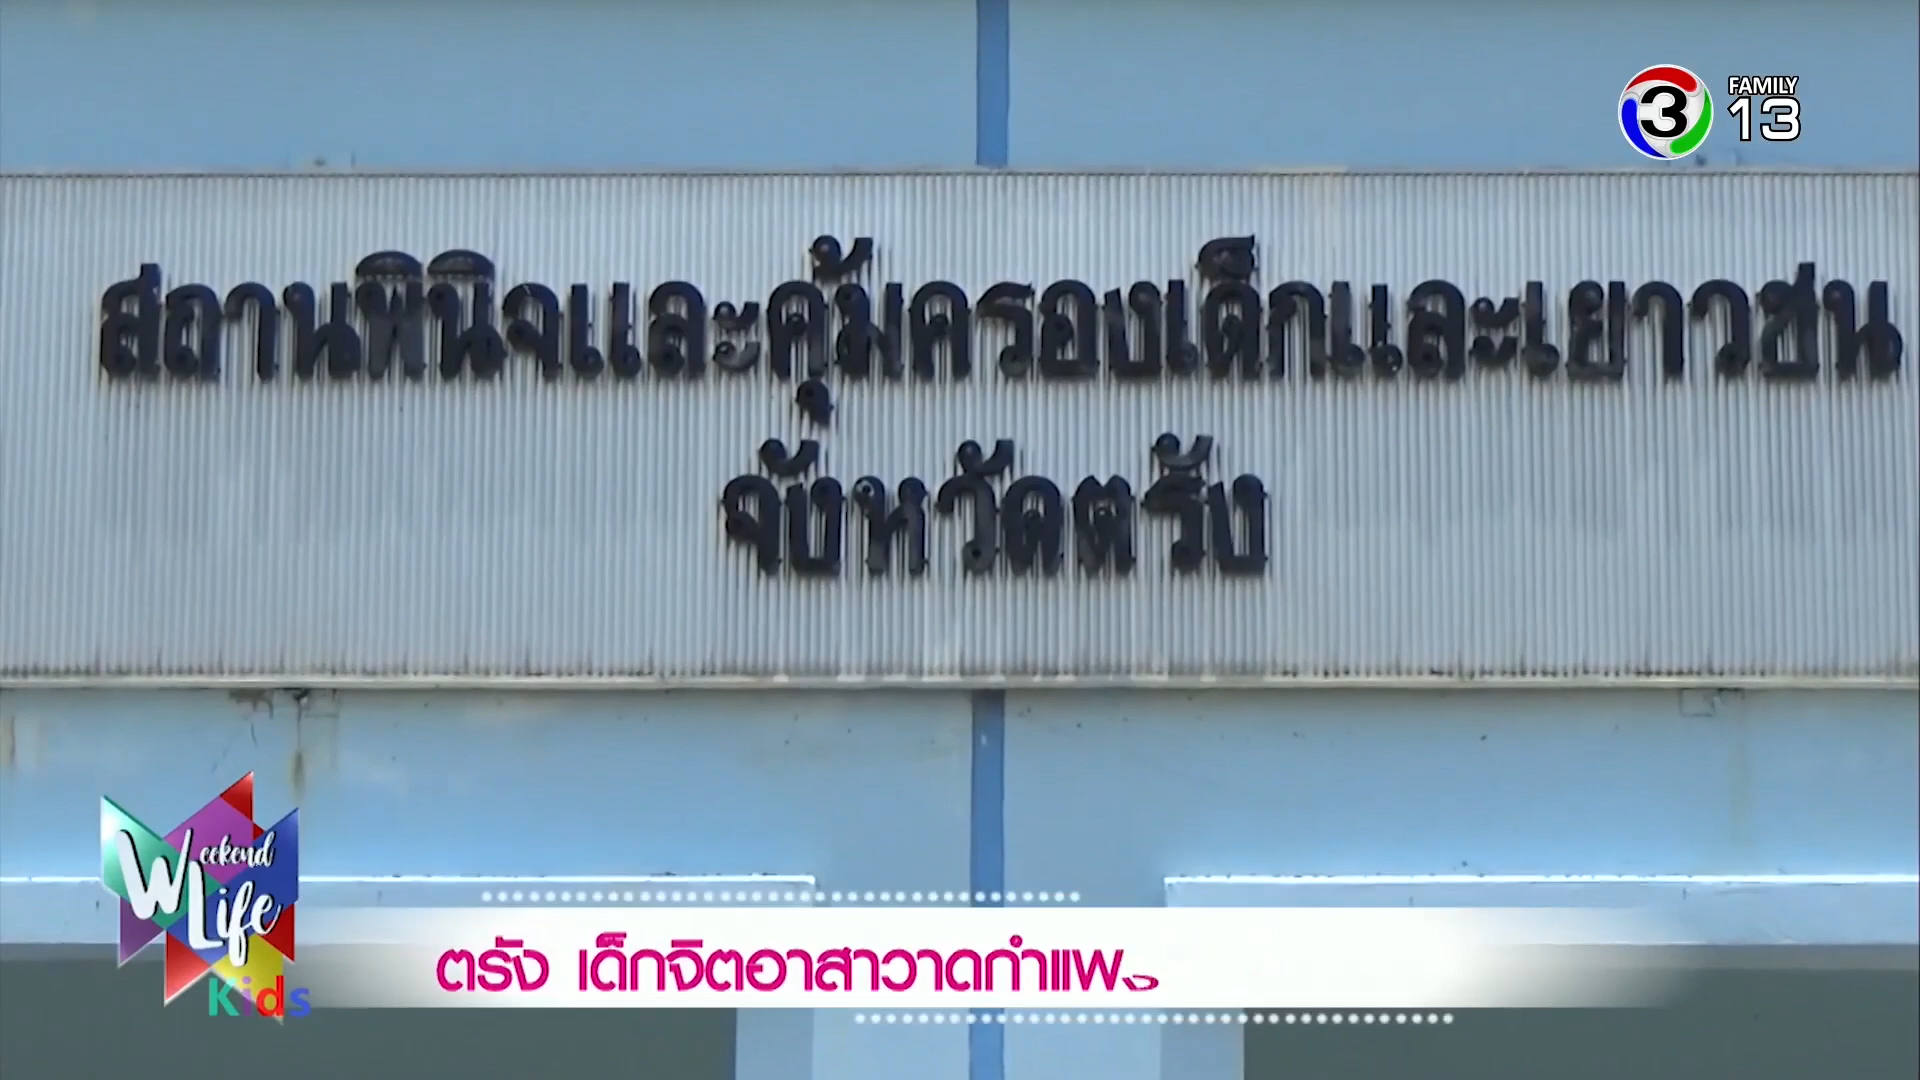 FAMILY
3 13
สถานพินิจและคุ้มครองเด็กและเยาวชน
จังหวัดตรัง
Weekend
Life
Kids
ตรัง เด็กจิตอาสาวาดกำแพ